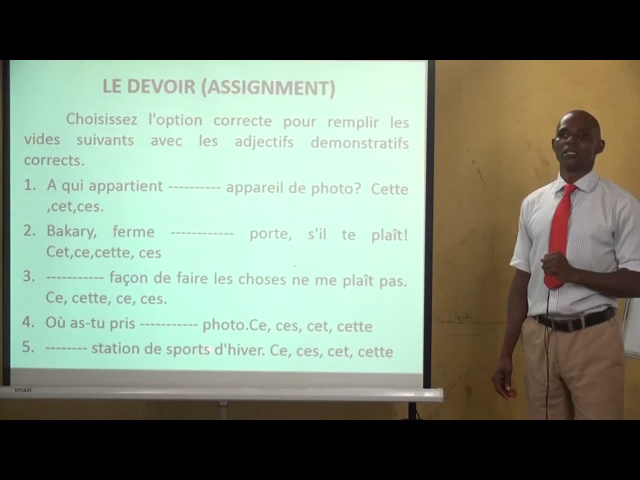 LE DEVOIR (ASSIGNMENT)
Choisissez l'option correcte pour remplir les
vides suivants avec les adjectifs demonstratifs
corrects.
1. A qui appartient ---------- appareil de photo? Cette
,cet,ces.
2. Bakary, ferme ------------ porte, s'il te plaît!
Cet,ce,cette, ces
3. ----------- façon de faire les choses ne me plaît pas.
Ce, cette, ce, ces.
4. Où as-tu pris ----------- photo.Ce, ces, cet, cette
5. -------- station de sports d'hiver. Ce, ces, cet, cette
smaat